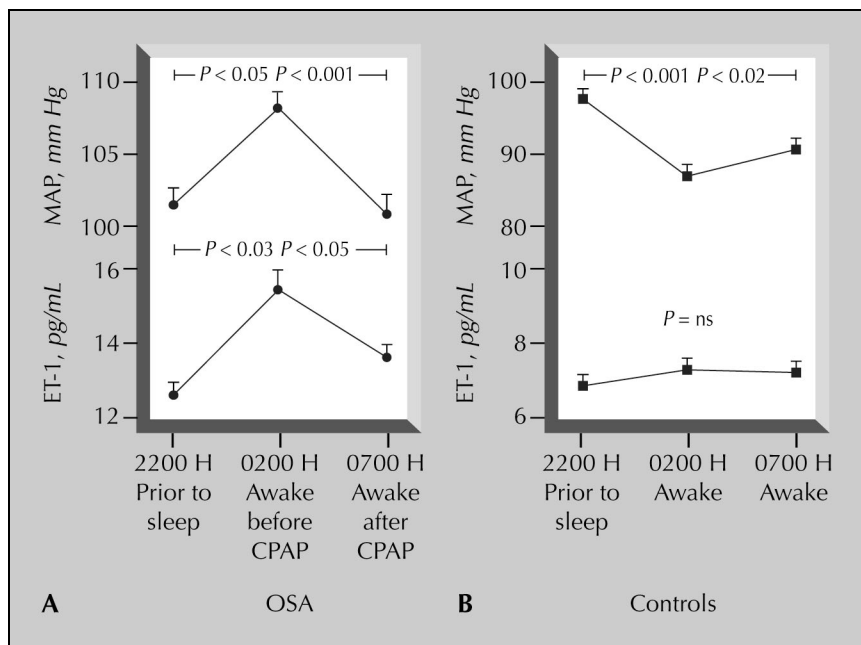 110
105
100
MAP, mm Hg
P < 0.05 P < 0.001
16
14
12
ET-1, pg/mL
P < 0.03 P < 0.05
2200 H
Prior to
sleep
0200 H
Awake
before
CPAP
0700 H
Awake
after
CPAP
A
OSA
100
90
80
MAP, mm Hg
P < 0.001 P < 0.02
10
8
6
ET-1, pg/mL
P = ns
2200 H
Prior to
sleep
0200 H
Awake
0700 H
Awake
B
Controls